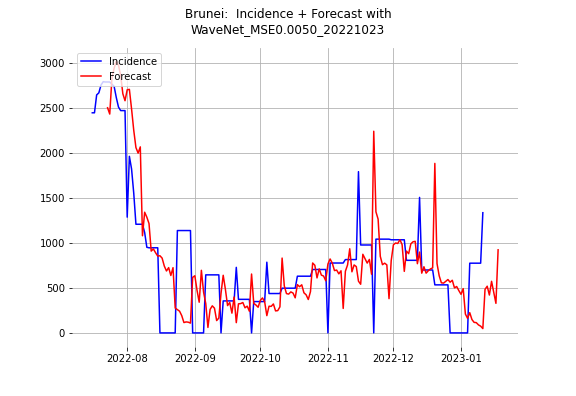 Brunei:  Incidence + Forecast with
WaveNet_MSE0.0050_20221023
Incidence
Forecast
3000
2500
2000
1500
1000
500
0
2022-08 2022-09 2022-10 2022-11 2022-12 2023-01